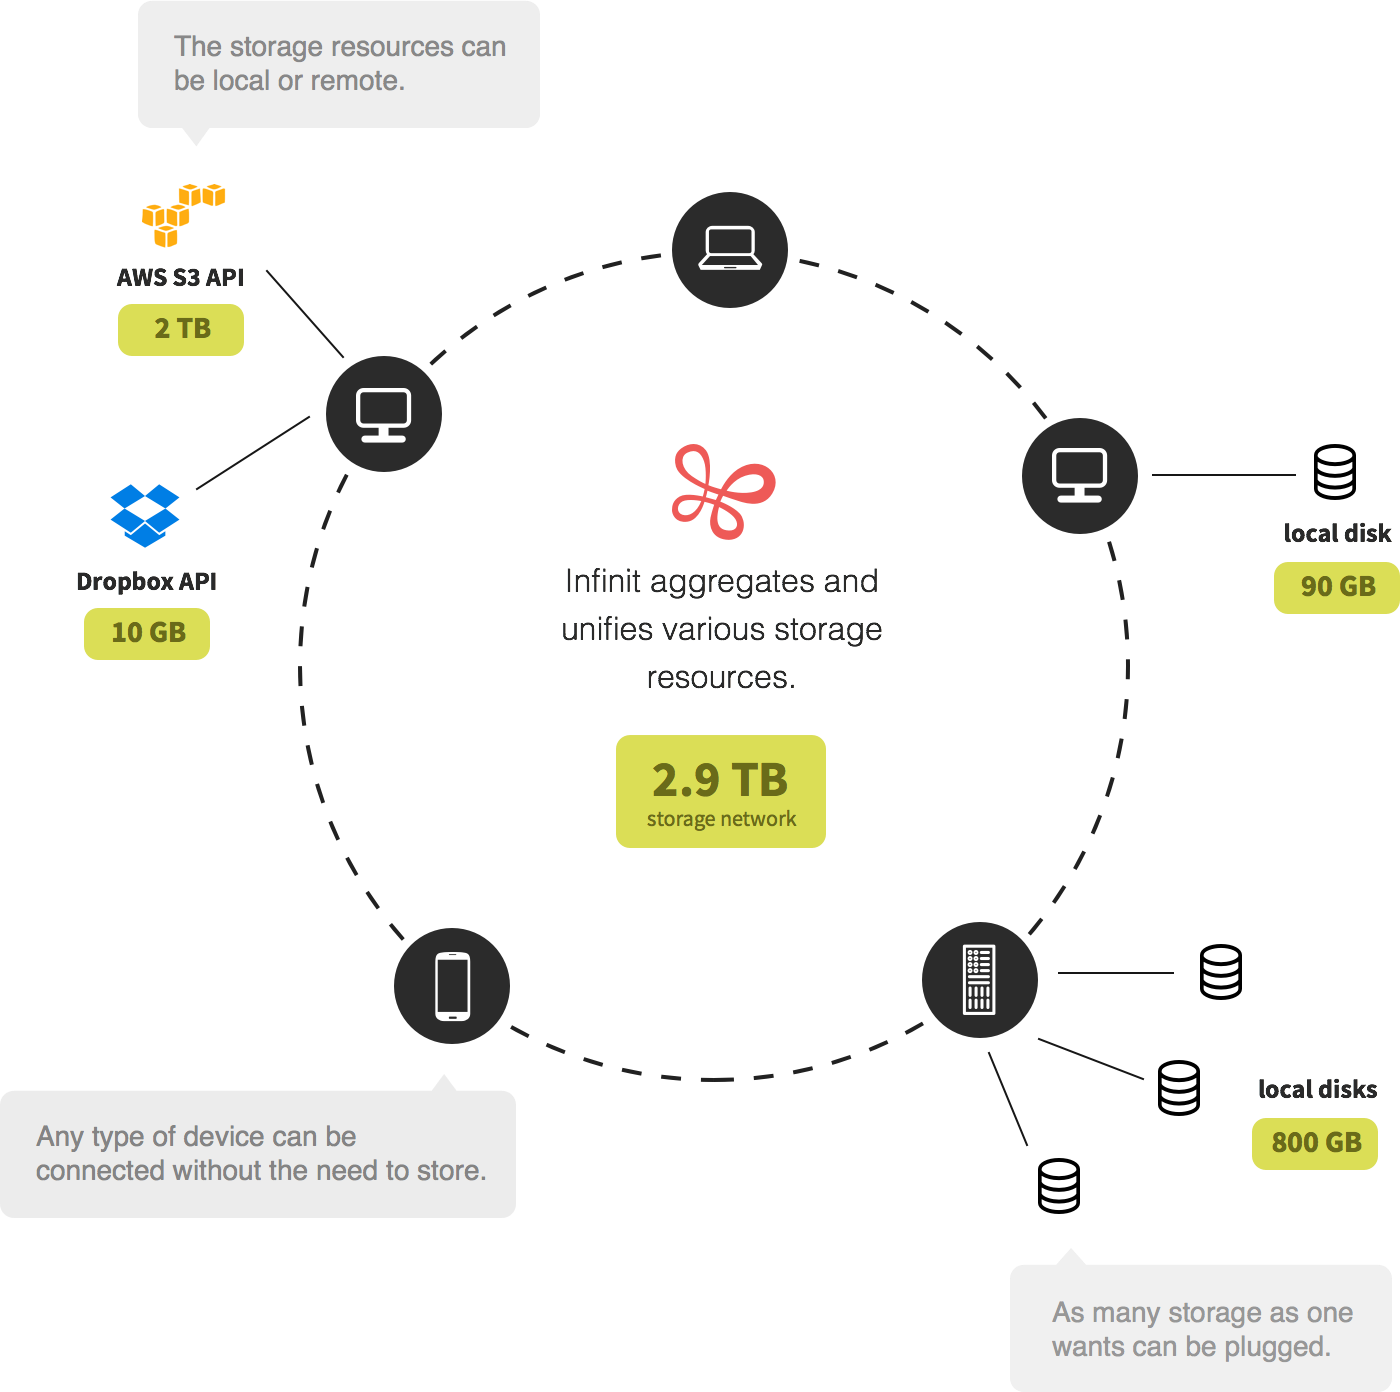 The storage resources can
be local or remote.
AWS S3 API
2 TB
Dropbox API
10 GB
Infinit aggregates and
unifies various storage
resources.
2.9 TB
storage network
local disk
90 GB
local disks
800 GB
Any type of device can be
connected without the need to store.
As many storage as one
wants can be plugged.